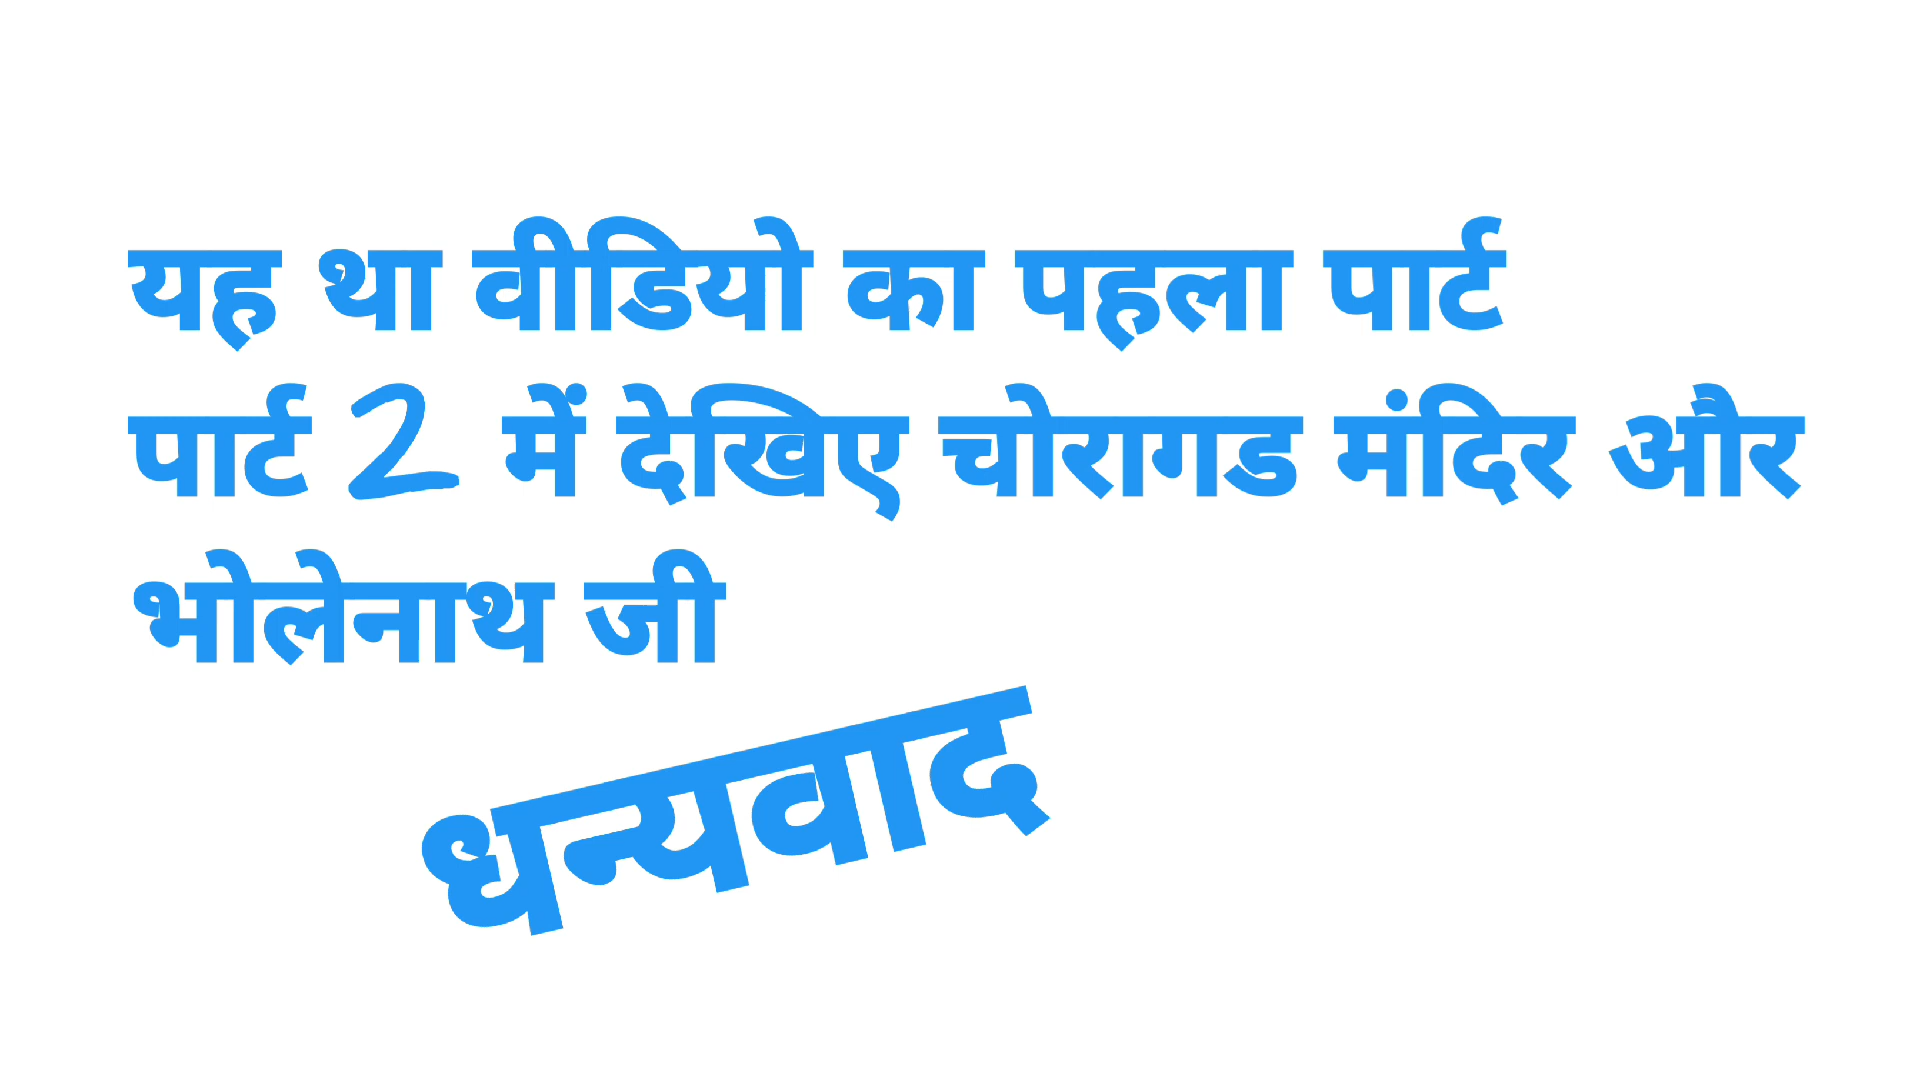 यह था वीडियो का पहला पार्ट
पार्ट 2 में देखिए चोरागड मंदिर और
भोलेनाथ जी
धन्यवाद